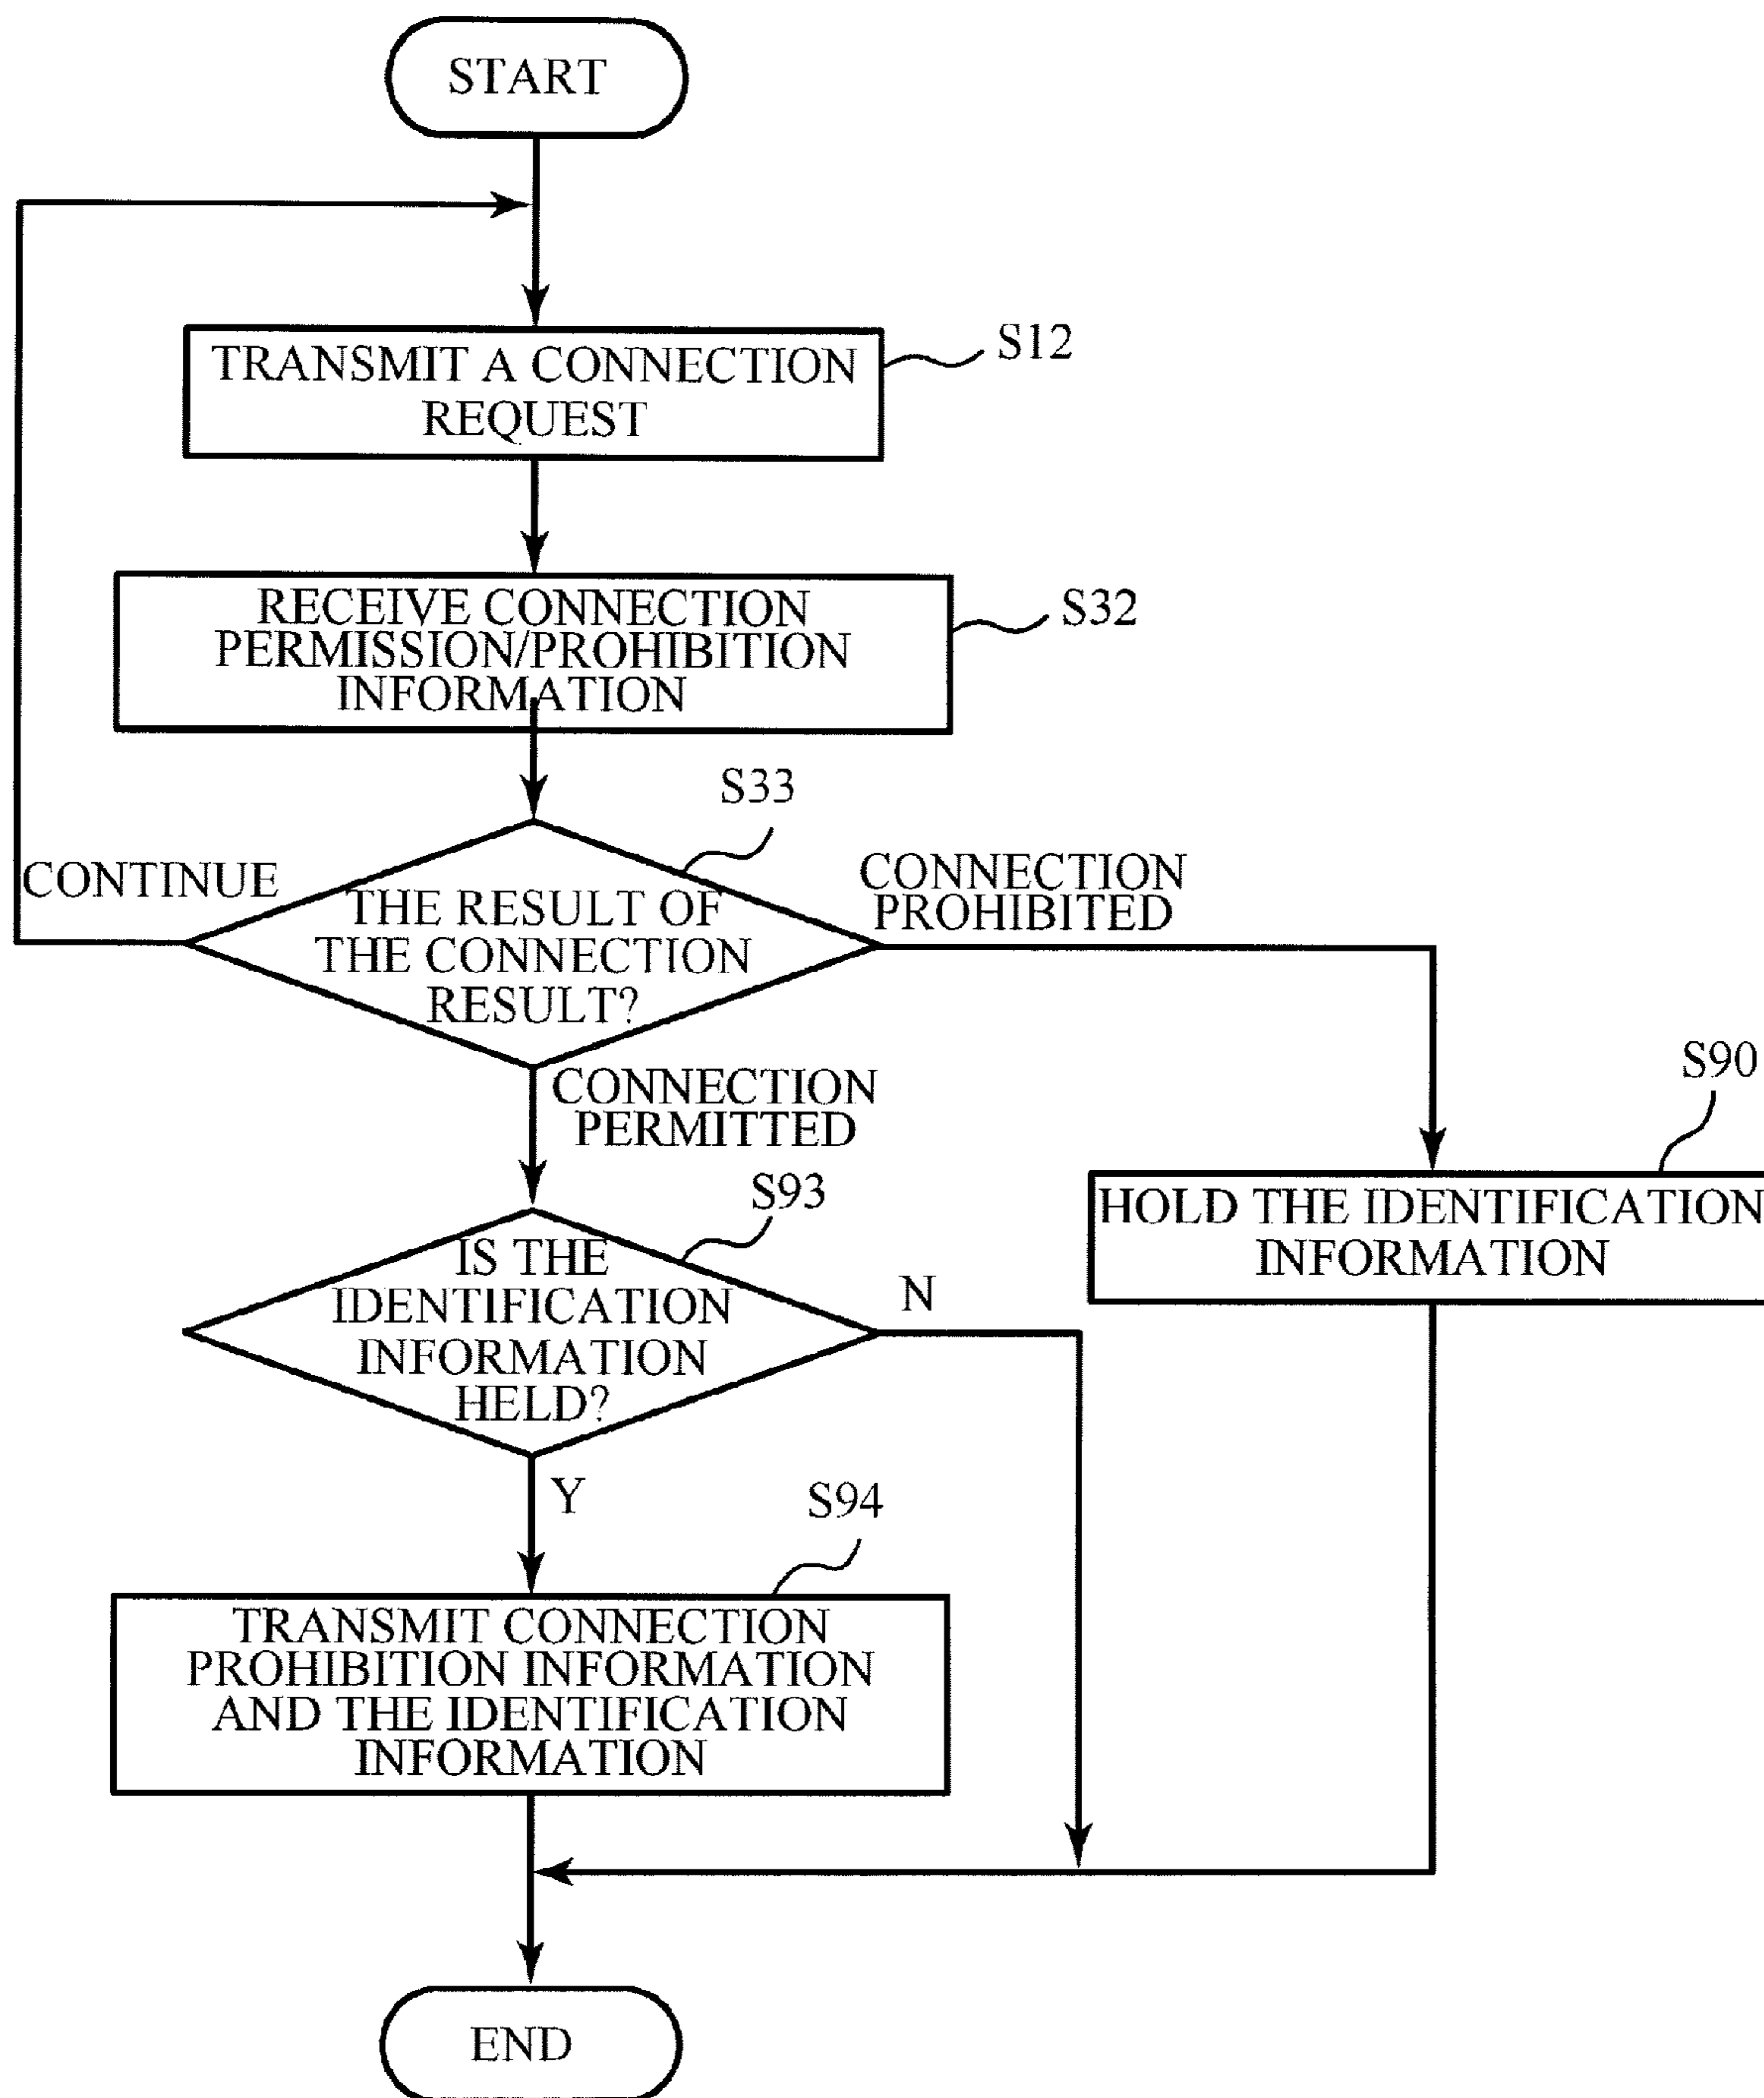 START
TRANSMIT A CONNECTION
REQUEST
S12
RECEIVE CONNECTION
PERMISSION/PROHIBITION
INFORMATION
S32
S33
CONTINUE
THE RESULT OF
THE CONNECTION
RESULT?
CONNECTION
PROHIBITED
CONNECTION
PERMITTED
S90
HOLD THE IDENTIFICATION
INFORMATION
S93
IS THE
IDENTIFICATION
INFORMATION
HELD?
N
Y
S94
TRANSMIT CONNECTION
PROHIBITION INFORMATION
AND THE IDENTIFICATION
INFORMATION
END